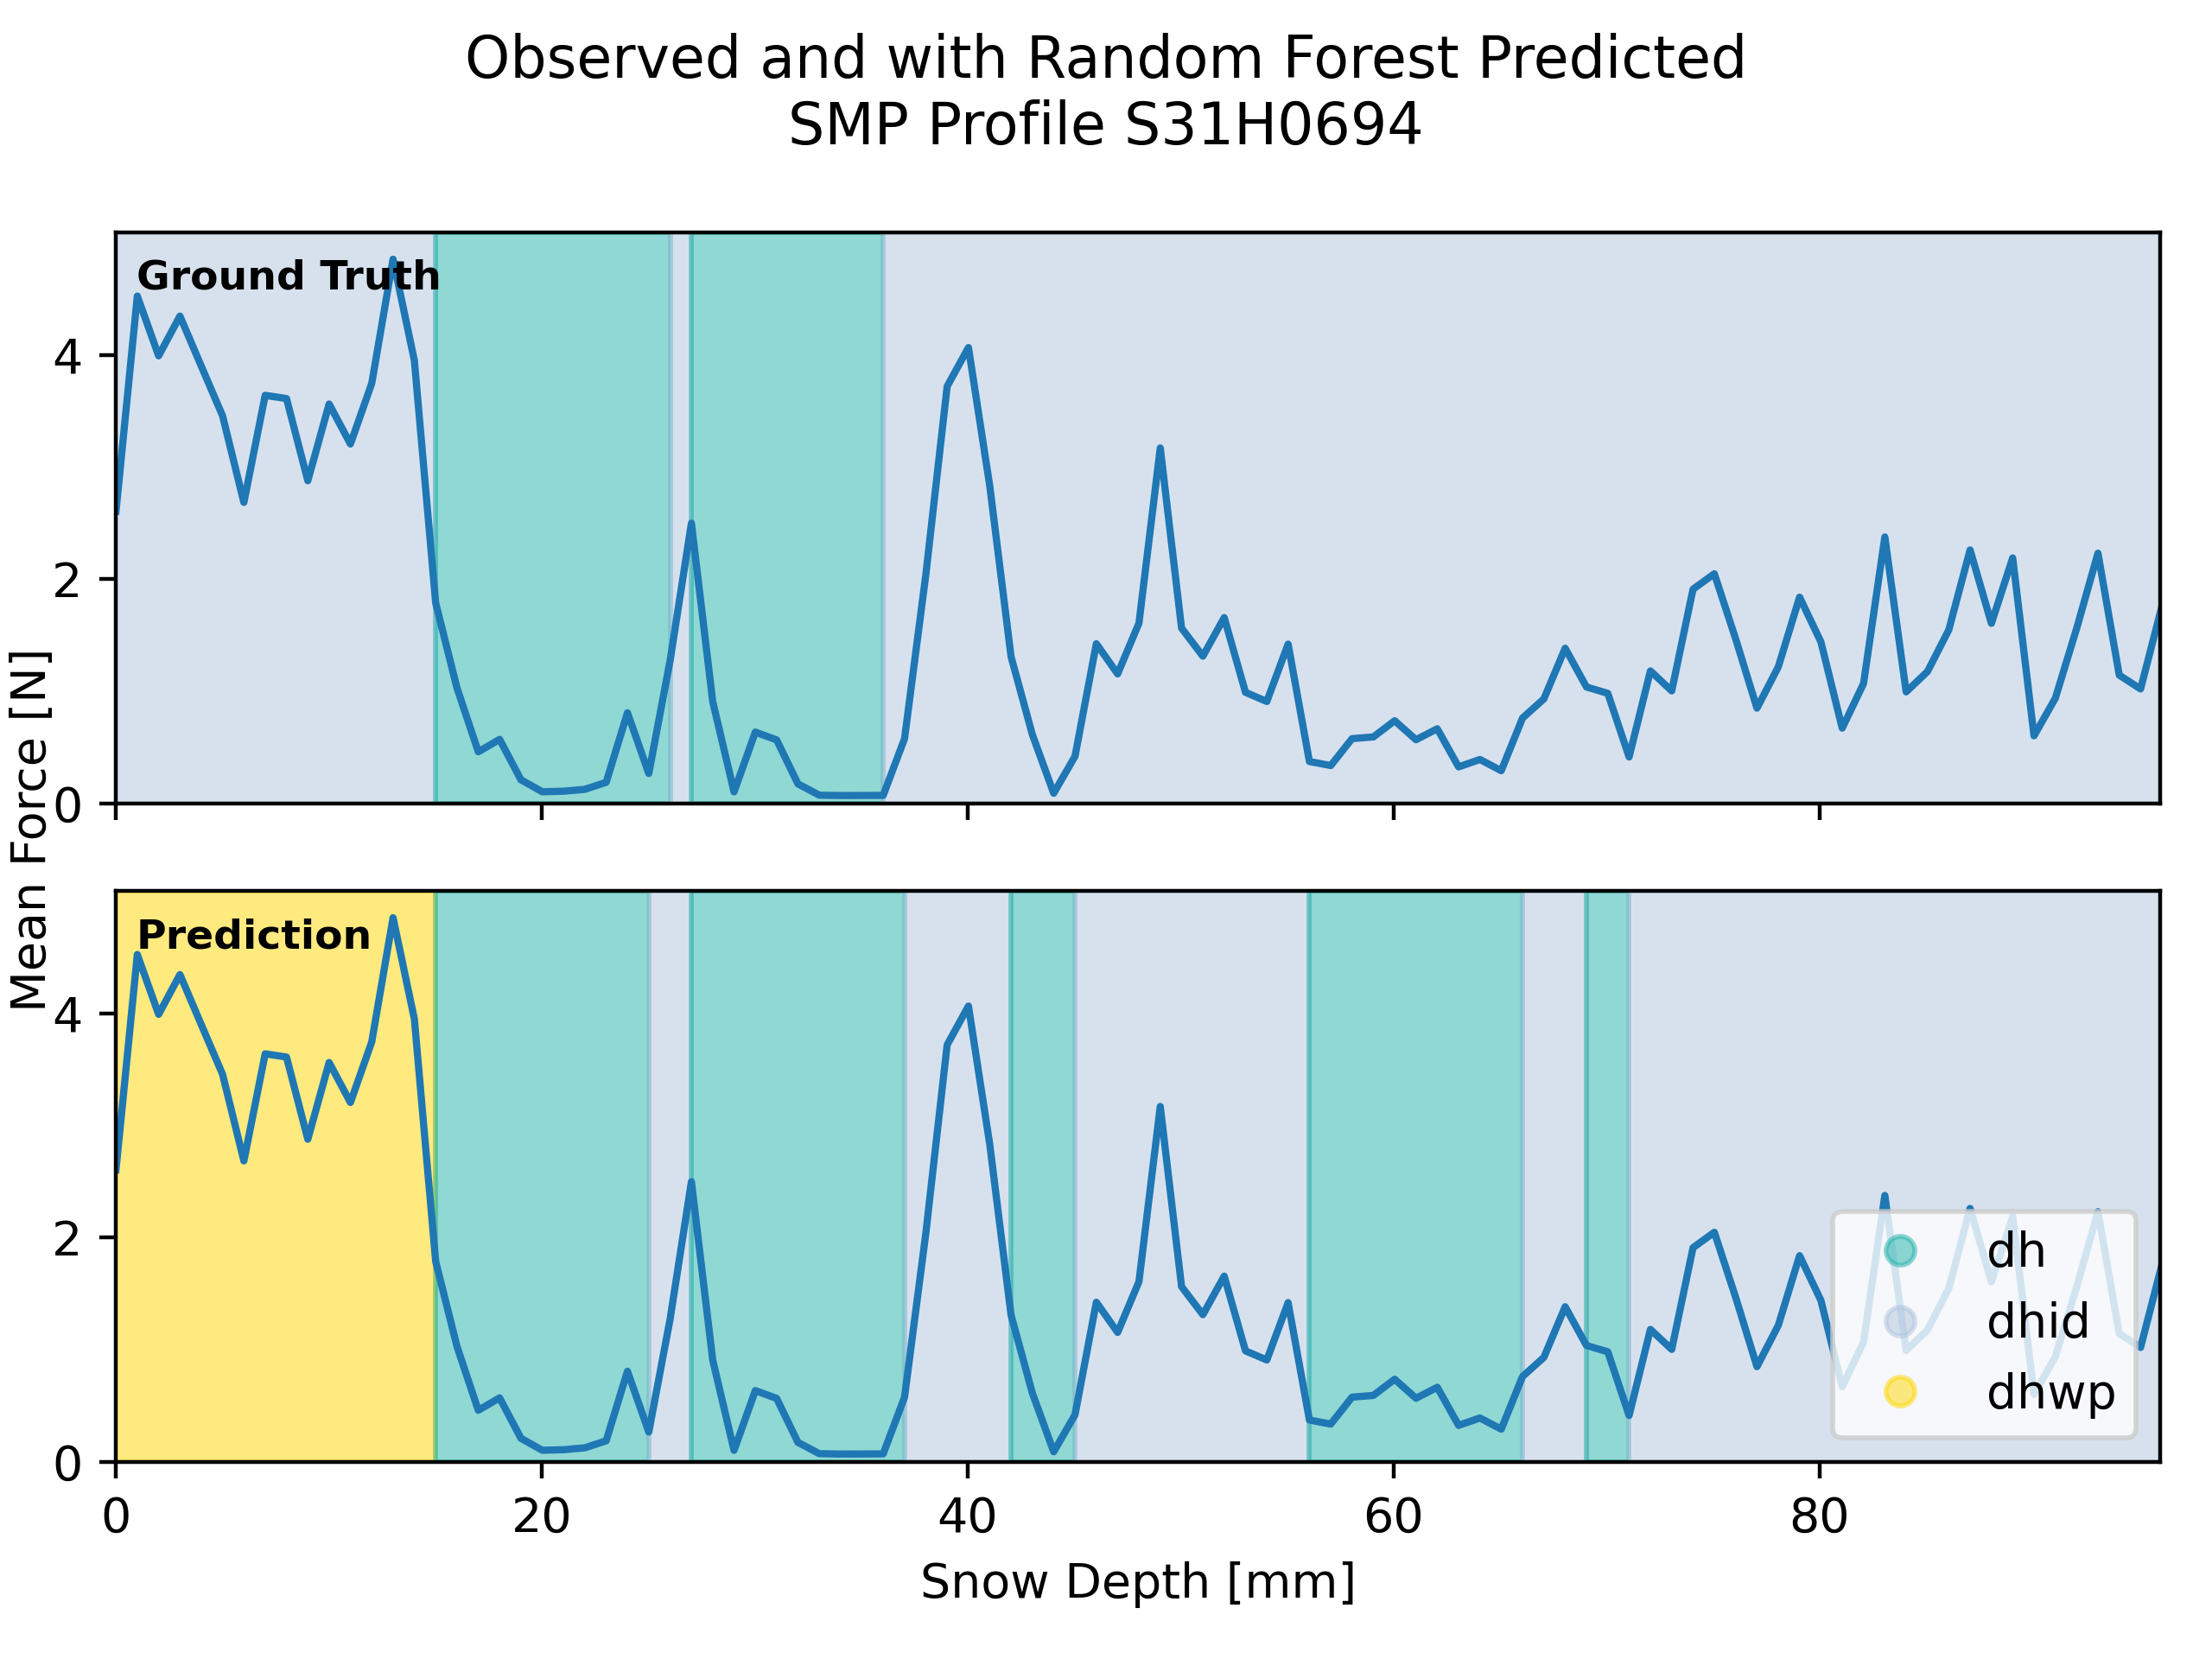 Observed and with Random Forest Predicted
SMP Profile S31H0694
Mean Force [N]
Ground Truth
4
2
0
Prediction
4
2
0
dh
dhid
dhwp
0 20 40 60 80
Snow Depth [mm]